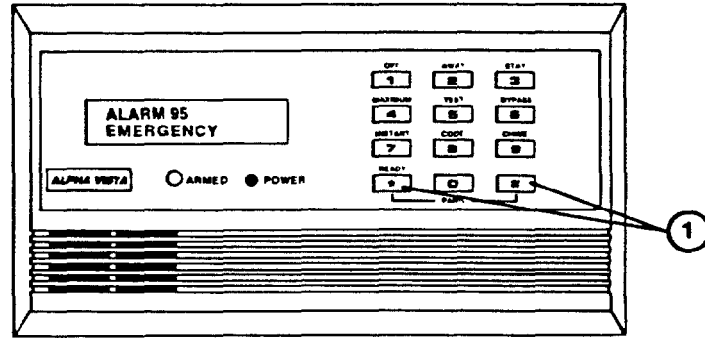 ALARM 95
EMERGENCY
ALPHA VISTA
ARMED
POWER
OFF AWAY STAY
1 2 3
MAXIMUM TEST BYPASS
4 5 6
INSTANT CODE CHIME
7 8 9
READY
* 0 #
PANIC
1